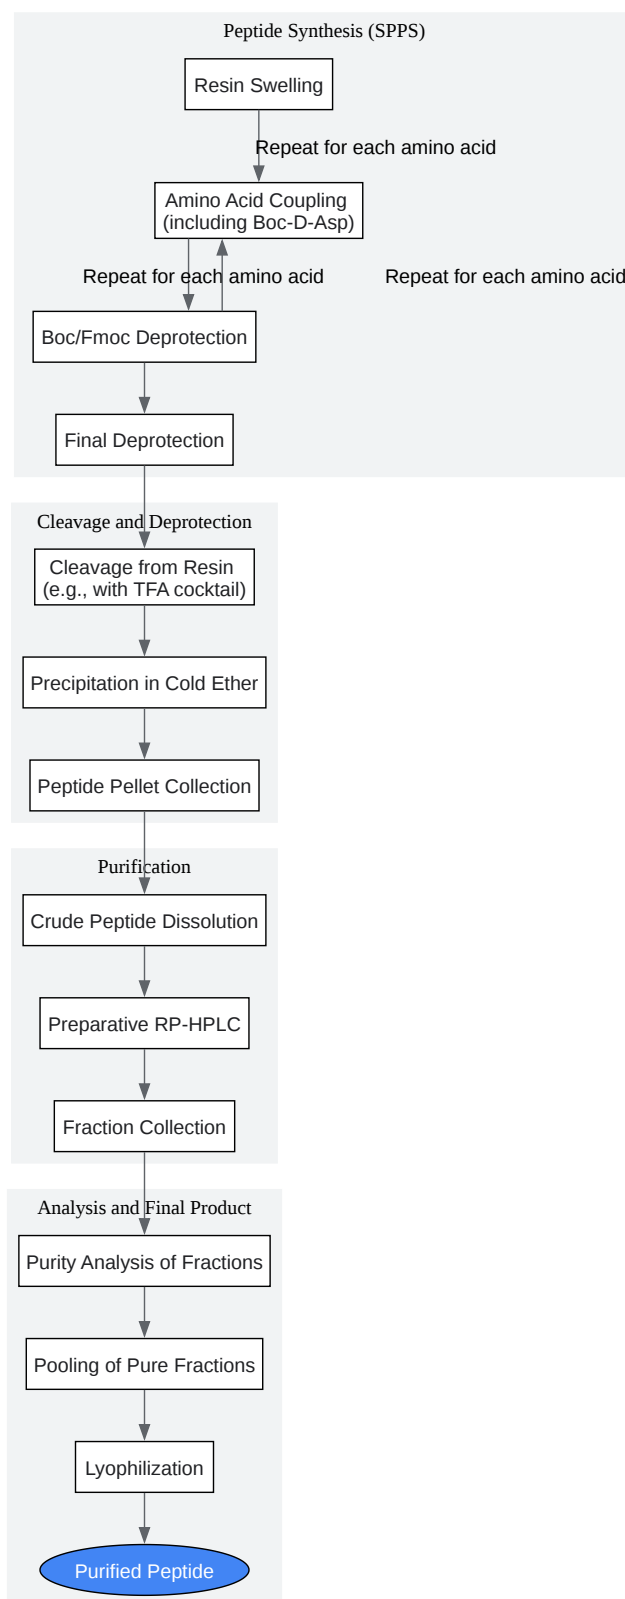 Peptide Synthesis (SPPS)
Resin Swelling
Repeat for each amino acid
Amino Acid Coupling
(including Boc-D-Asp)
Repeat for each amino acid
Repeat for each amino acid
Boc/Fmoc Deprotection
Final Deprotection
Cleavage and Deprotection
Cleavage from Resin
(e.g., with TFA cocktail)
Precipitation in Cold Ether
Peptide Pellet Collection
Purification
Crude Peptide Dissolution
Preparative RP-HPLC
Fraction Collection
Analysis and Final Product
Purity Analysis of Fractions
Pooling of Pure Fractions
Lyophilization
Purified Peptide